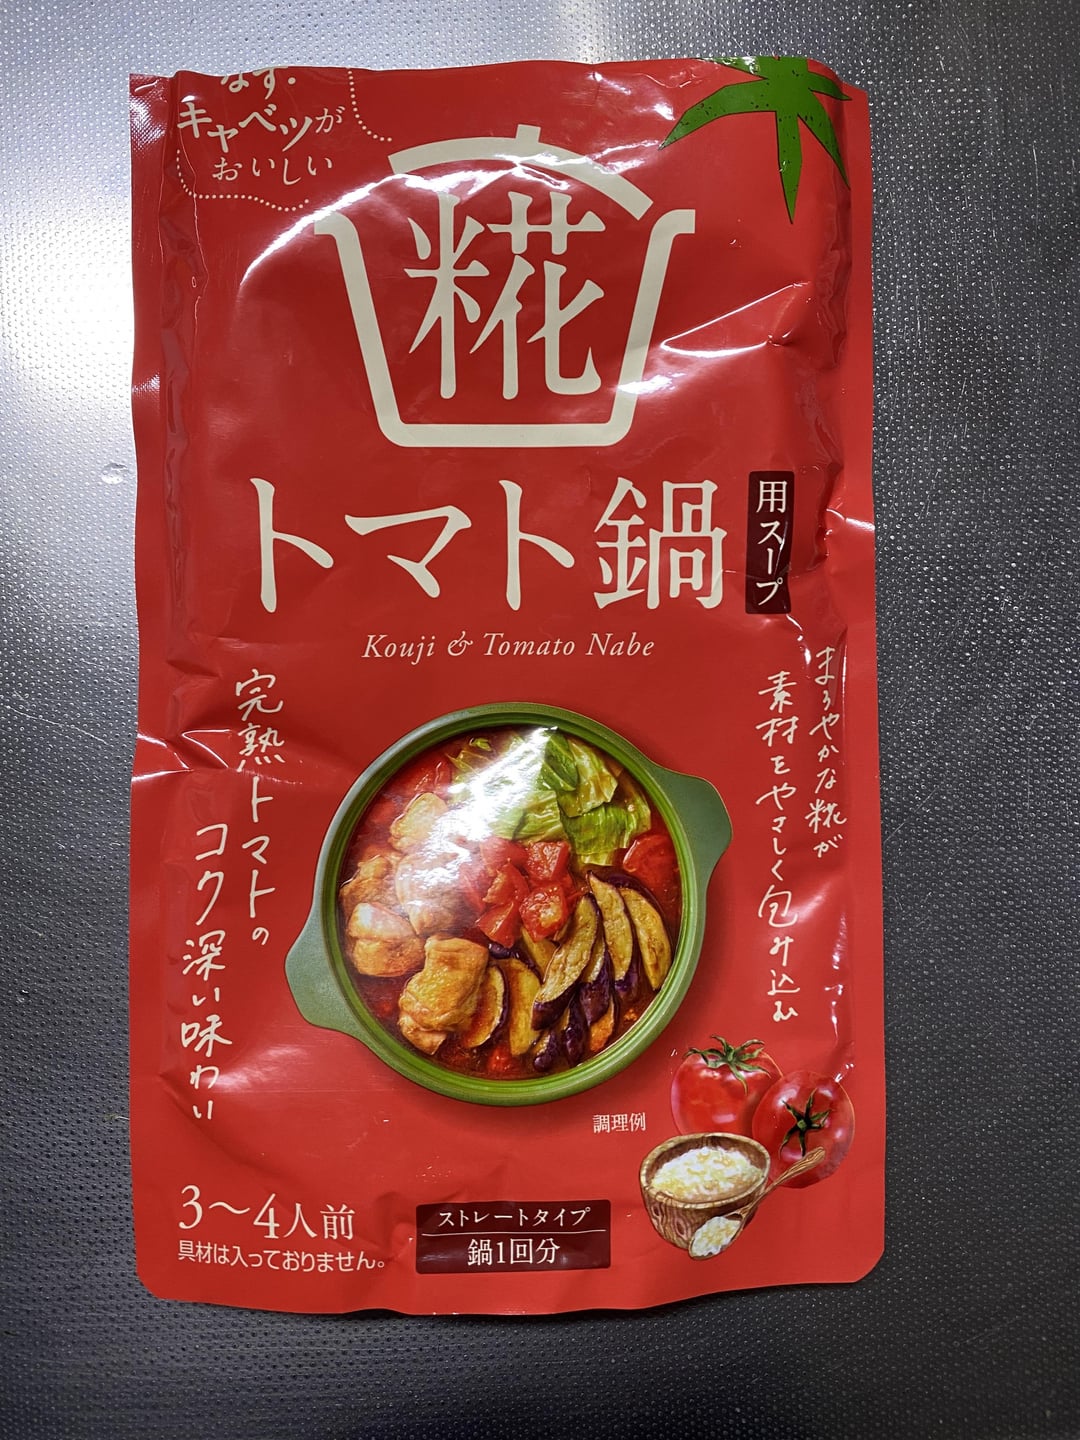 なす・
キャベツが
おいしい
糀
トマト鍋
用スープ
Kouji & Tomato Nabe
まろやかな糀が
素材をやさしく包み込む
完熟トマトの
コク深い味わい
調理例
3〜4人前
具材は入っておりません。
ストレートタイプ
鍋1回分